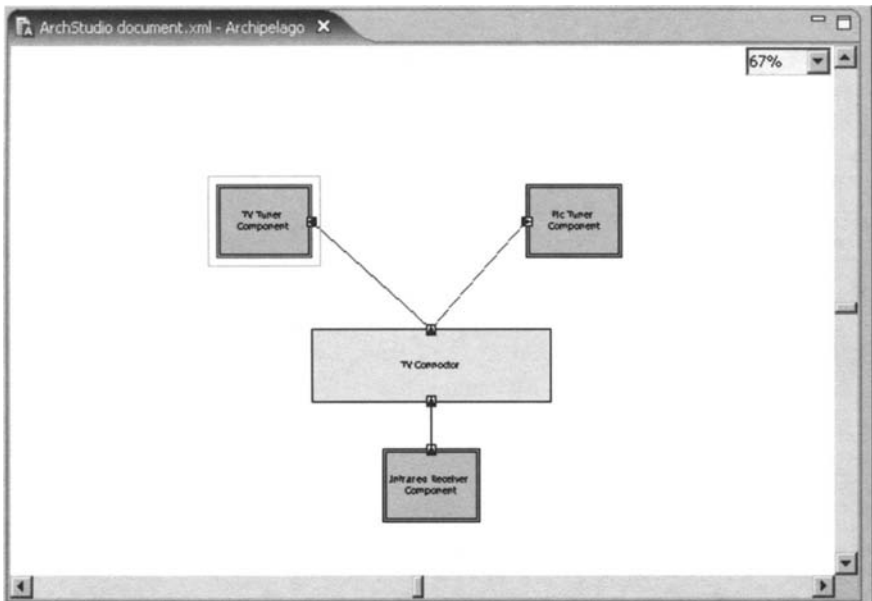 ArchStudio document.xml - Archipelago
67%
TV Tuner
Component
Pic Tuner
Component
TV Connector
Infrared Receiver
Component